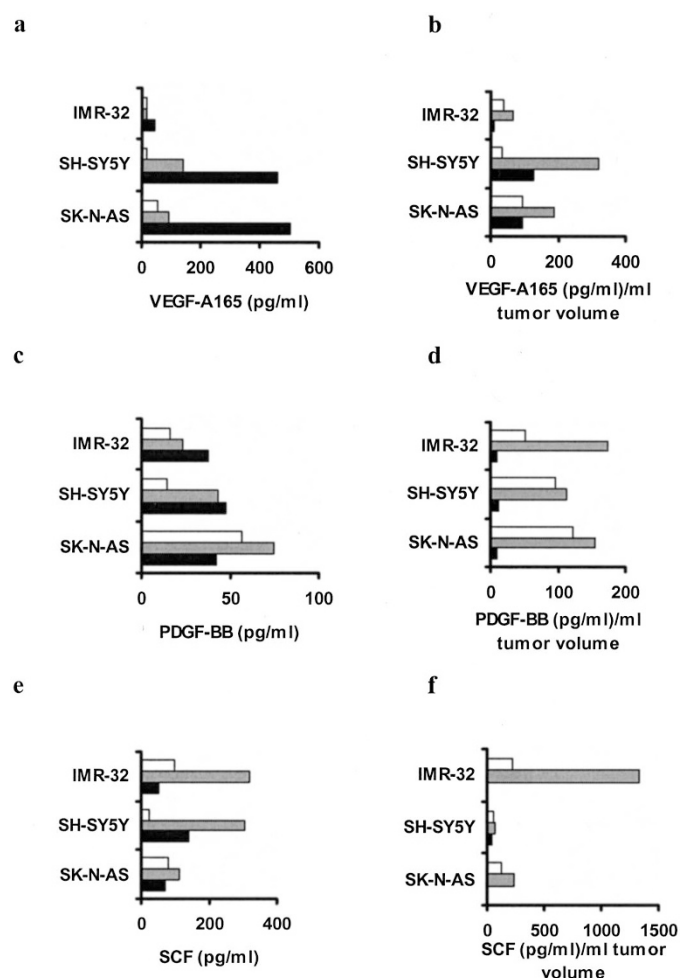 a
b
IMR-32
SH-SY5Y
SK-N-AS
0 200 400 600
VEGF-A165 (pg/ml)
IMR-32
SH-SY5Y
SK-N-AS
0 200 400
VEGF-A165 (pg/ml)/ml
tumor volume
c
d
IMR-32
SH-SY5Y
SK-N-AS
0 50 100
PDGF-BB (pg/ml)
IMR-32
SH-SY5Y
SK-N-AS
0 100 200
PDGF-BB (pg/ml)/ml
tumor volume
e
f
IMR-32
SH-SY5Y
SK-N-AS
0 200 400
SCF (pg/ml)
IMR-32
SH-SY5Y
SK-N-AS
0 500 1000 1500
SCF (pg/ml)/ml tumor
volume